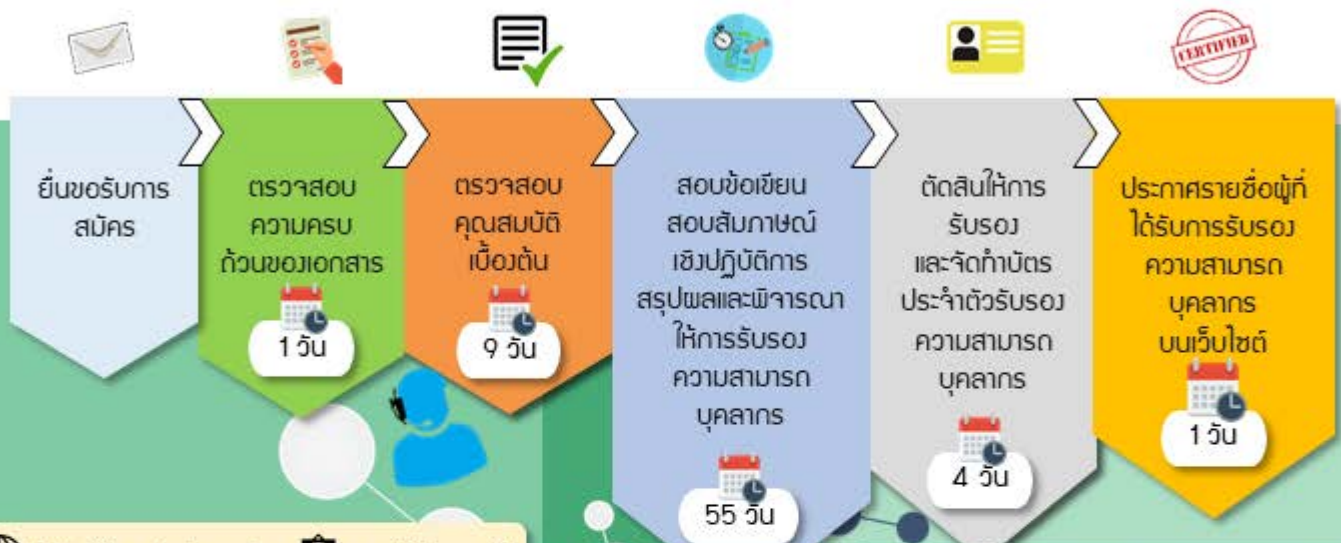 CERTIFIED
ยื่นขอรับการ
สมัคร
ตรวจสอบ
ความครบ
ถ้วนของเอกสาร
1 วัน
ตรวจสอบ
คุณสมบัติ
เบื้องต้น
9 วัน
สอบข้อเขียน
สอบสัมภาษณ์
เชิงปฏิบัติการ
สรุปผลและพิจารณา
ให้การรับรอง
ความสามารถ
บุคลากร
55 วัน
ตัดสินให้การ
รับรอง
และจัดทำบัตร
ประจำตัวรับรอง
ความสามารถ
บุคลากร
4 วัน
ประกาศรายชื่อผู้ที่
ได้รับการรับรอง
ความสามารถ
บุคลากร
บนเว็บไซต์
1 วัน